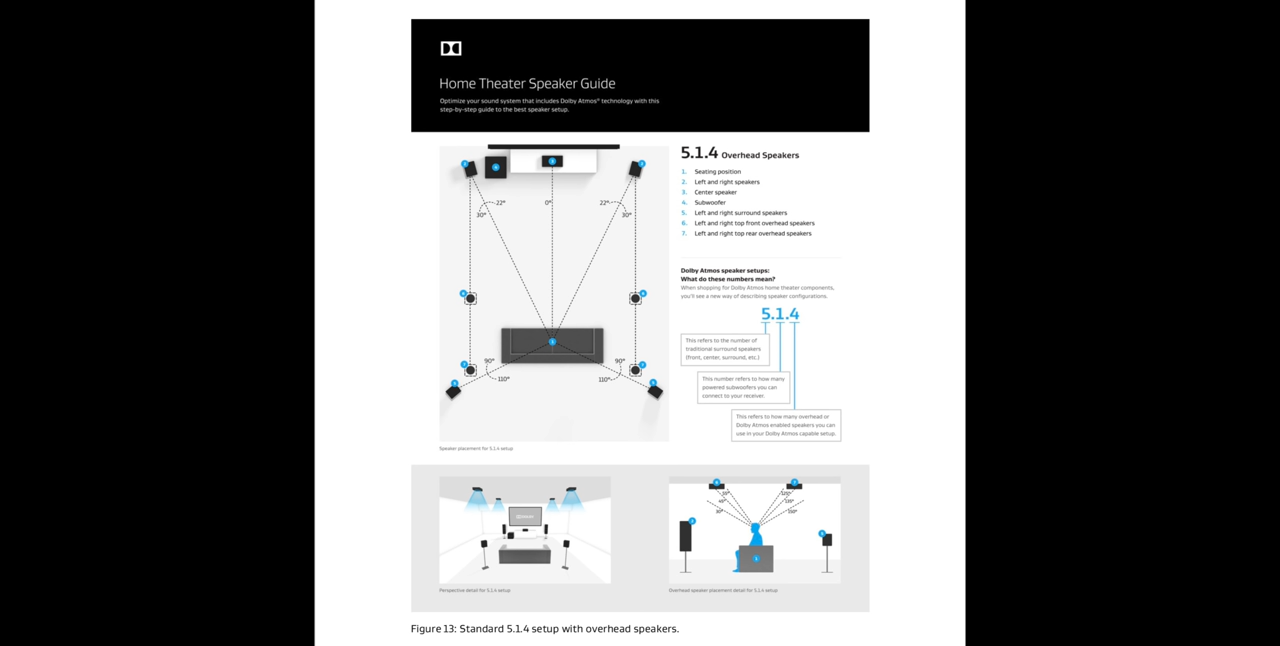 Home Theater Speaker Guide
Optimize your sound system that includes Dolby Atmos® technology with this
step-by-step guide to the best speaker setup.
5.1.4 Overhead Speakers
1. Seating position
2. Left and right speakers
3. Center speaker
4. Subwoofer
5. Left and right surround speakers
6. Left and right top front overhead speakers
7. Left and right top rear overhead speakers
22°
30°
0°
22°
30°
90°
110°
90°
110°
Speaker placement for 5.1.4 setup
Dolby Atmos speaker setups:
What do these numbers mean?
When shopping for Dolby Atmos home theater components,
you'll see a new way of describing speaker configurations.
5.1.4
This refers to the number of
traditional surround speakers
(front, center, surround, etc.)
This number refers to how many
powered subwoofers you can
connect to your receiver.
This refers to how many overhead or
Dolby Atmos enabled speakers you can
use in your Dolby Atmos capable setup.
Perspective detail for 5.1.4 setup
55°
45°
30°
125°
135°
150°
Overhead speaker placement detail for 5.1.4 setup
Figure 13: Standard 5.1.4 setup with overhead speakers.